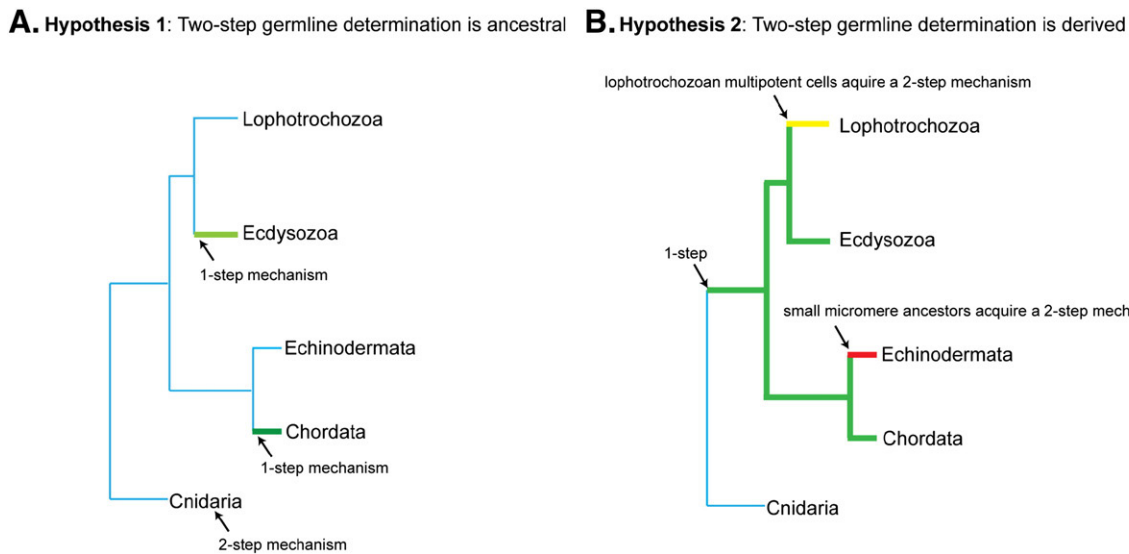 A. Hypothesis 1: Two-step germline determination is ancestral
Lophotrochozoa
Ecdysozoa
1-step mechanism
Echinodermata
Chordata
1-step mechanism
Cnidaria
2-step mechanism
B. Hypothesis 2: Two-step germline determination is derived
lophotrochozoan multipotent cells aquire a 2-step mechanism
Lophotrochozoa
Ecdysozoa
1-step
small micromere ancestors acquire a 2-step mech
Echinodermata
Chordata
Cnidaria